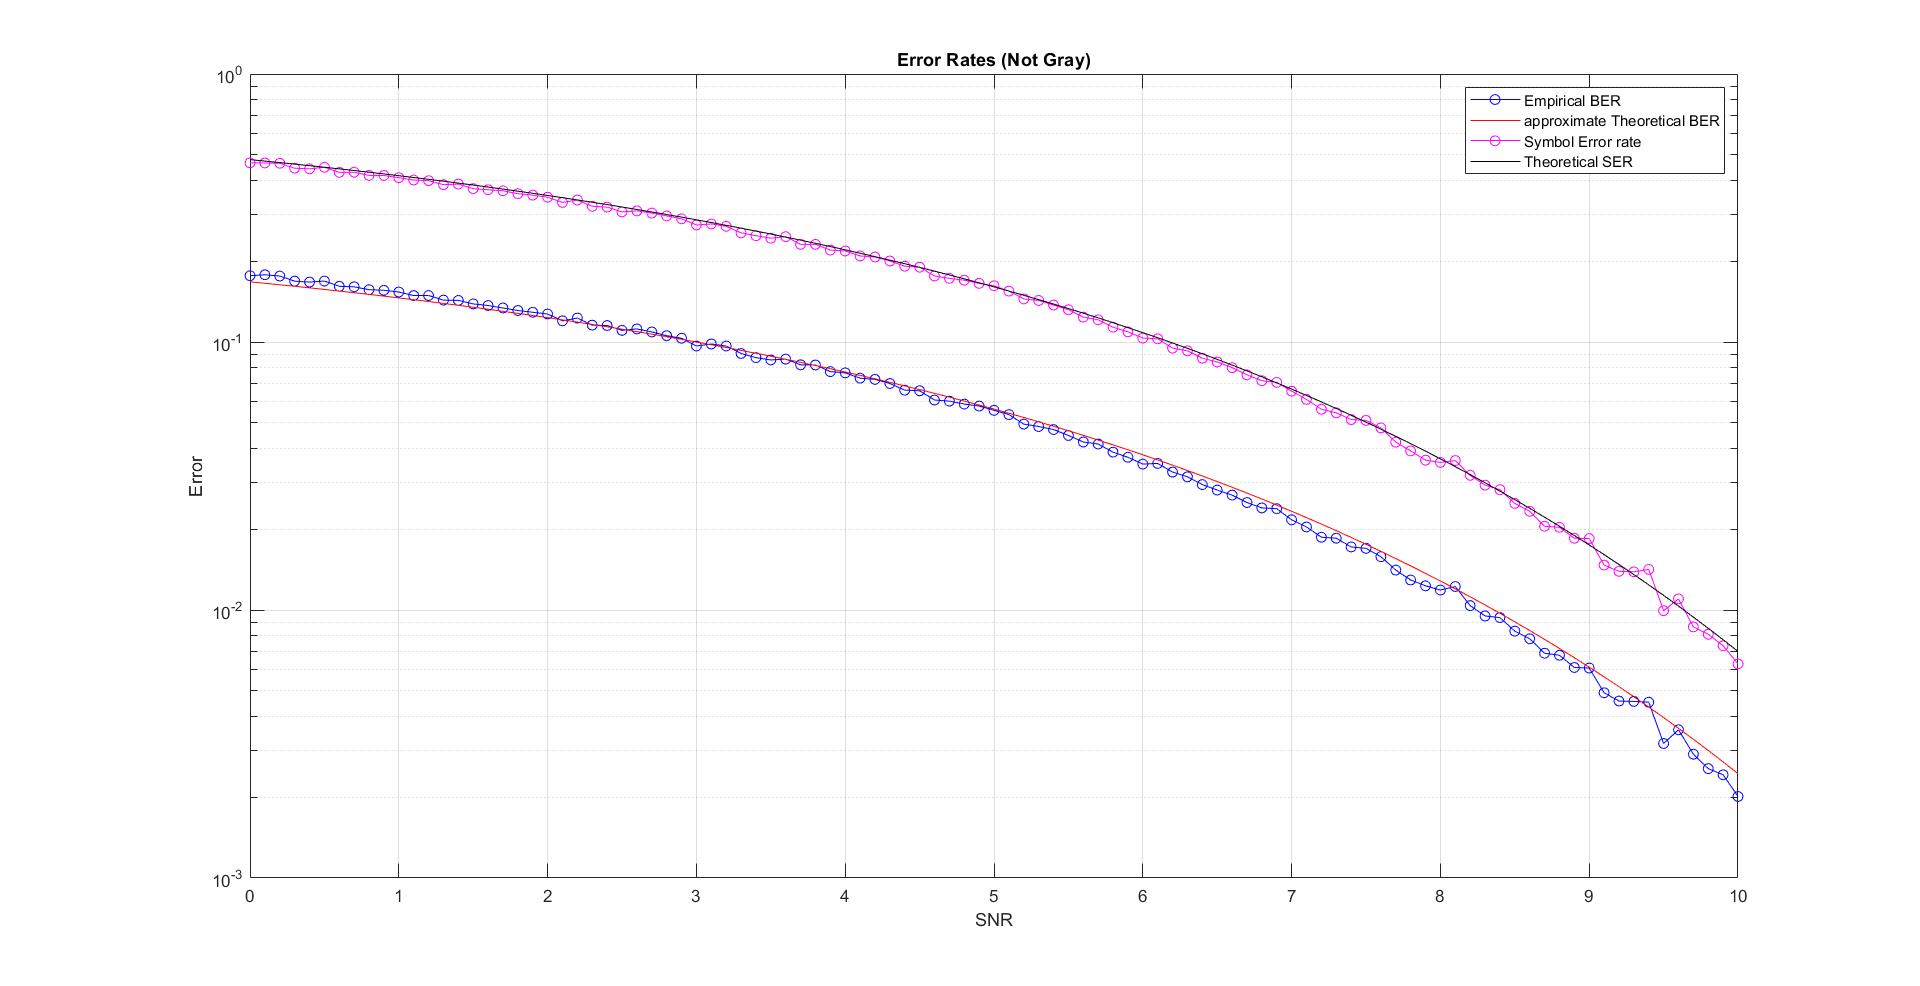 Error Rates (Not Gray)
10^0
10^-1
10^-2
10^-3
Error
Empirical BER
approximate Theoretical BER
Symbol Error rate
Theoretical SER
0 1 2 3 4 5 6 7 8 9 10
SNR